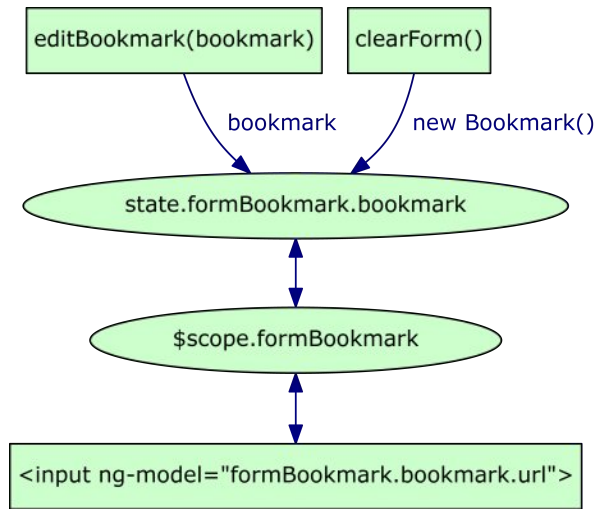 editBookmark(bookmark)
clearForm()
bookmark
new Bookmark()
state.formBookmark.bookmark
$scope.formBookmark
<input ng-model="formBookmark.bookmark.url">